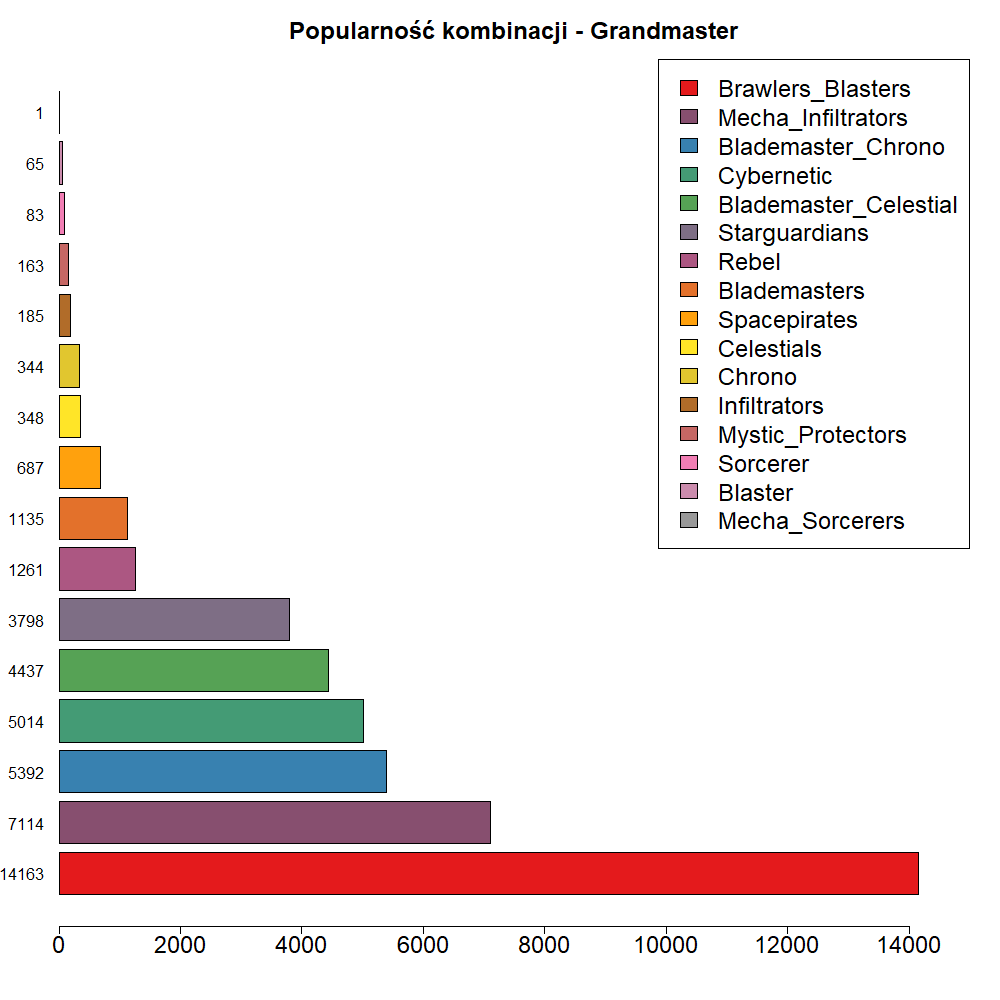 Popularność kombinacji - Grandmaster
Brawlers_Blasters
Mecha_Infiltrators
Blademaster_Chrono
Cybernetic
Blademaster_Celestial
Starguardians
Rebel
Blademasters
Spacepirates
Celestials
Chrono
Infiltrators
Mystic_Protectors
Sorcerer
Blaster
Mecha_Sorcerers
1
65
83
163
185
344
348
687
1135
1261
3798
4437
5014
5392
7114
14163
0 2000 4000 6000 8000 10000 12000 14000